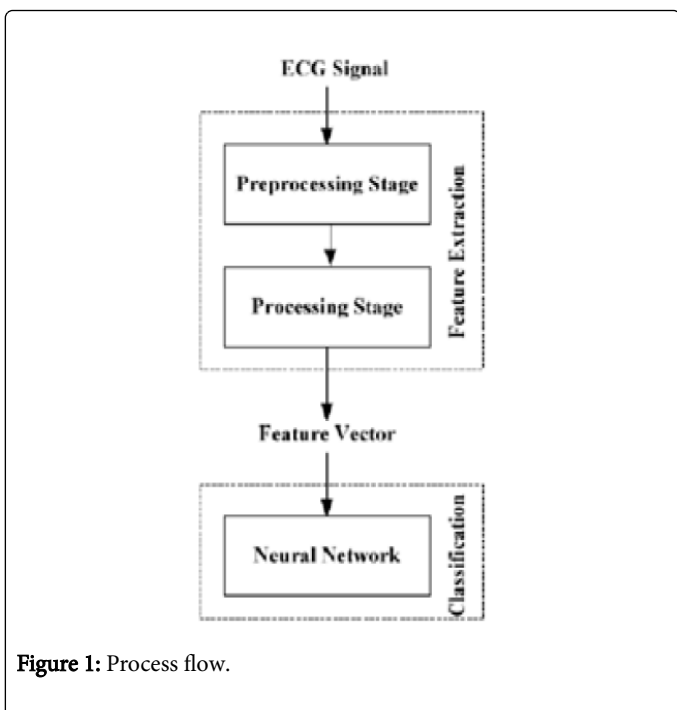 ECG Signal
Preprocessing Stage
Processing Stage
Feature Extraction
Feature Vector
Neural Network
Classification
Figure 1: Process flow.